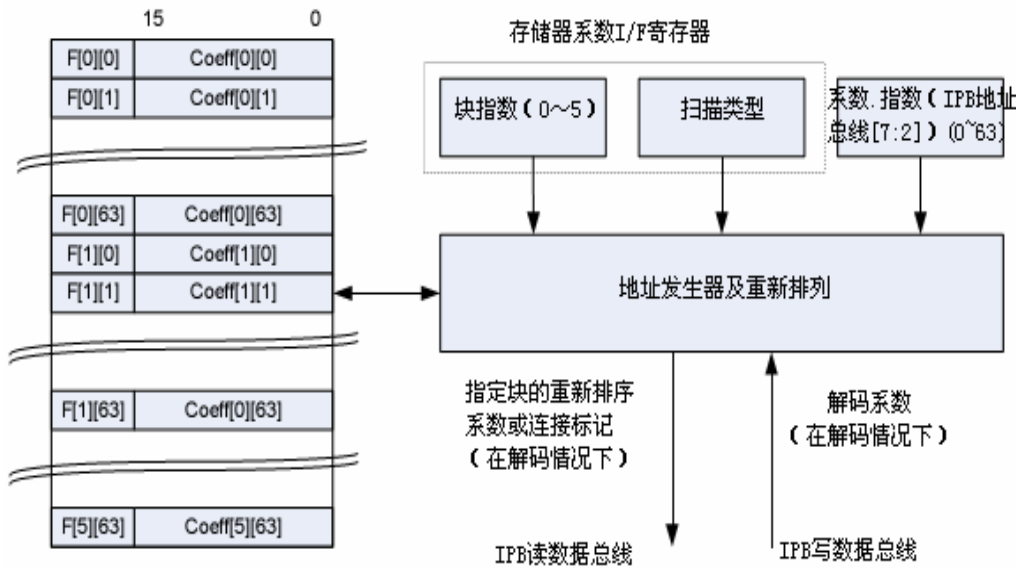 15 0
F[0][0] Coeff[0][0]
F[0][1] Coeff[0][1]
F[0][63] Coeff[0][63]
F[1][0] Coeff[1][0]
F[1][1] Coeff[1][1]
F[1][63] Coeff[0][63]
F[5][63] Coeff[5][63]
存储器系数I/F寄存器
块指数(0～5)
扫描类型
系数.指数(IPB地址
总线[7:2])(0~63)
地址发生器及重新排列
指定块的重新排序
系数或连接标记
(在解码情况下)
解码系数
(在解码情况下)
IPB读数据总线
IPB写数据总线